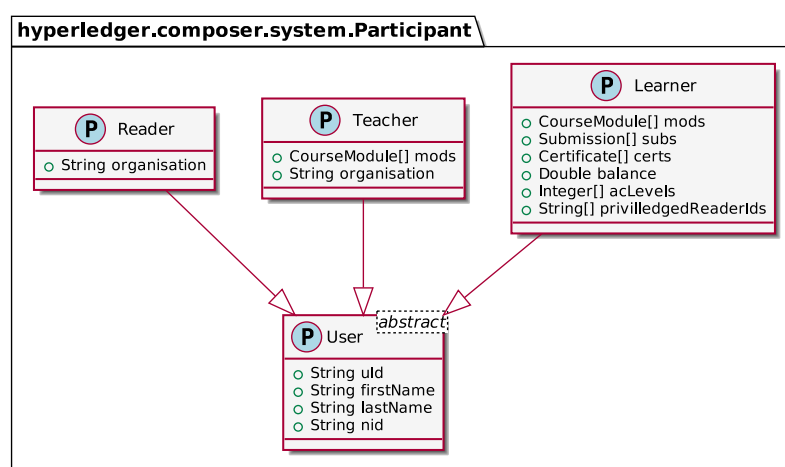 hyperledger.composer.system.Participant
P Reader
String organisation
P Teacher
CourseModule[] mods
String organisation
P Learner
CourseModule[] mods
Submission[] subs
Certificate[] certs
Double balance
Integer[] acLevels
String[] privilledgedReaderIds
P User
abstract
String uId
String firstName
String lastName
String nid